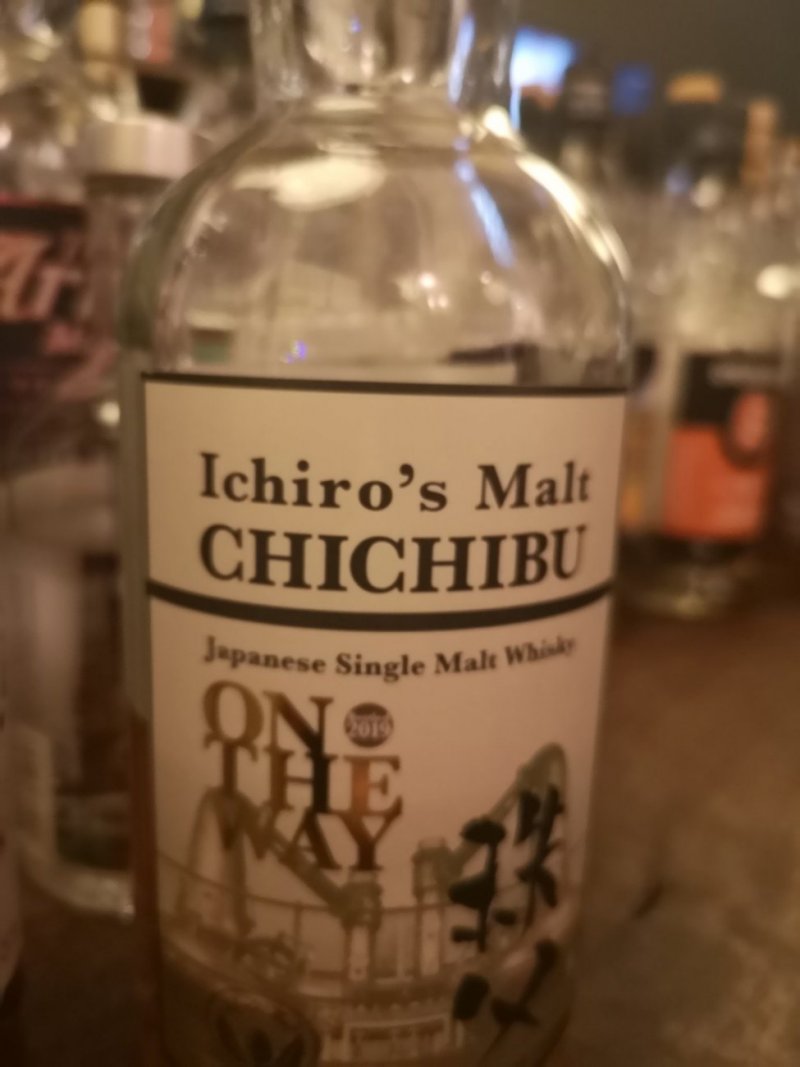 Ichiro's Malt
CHICHIBU
Japanese Single Malt Whisky
ON
2019
THE
WAY
秩父